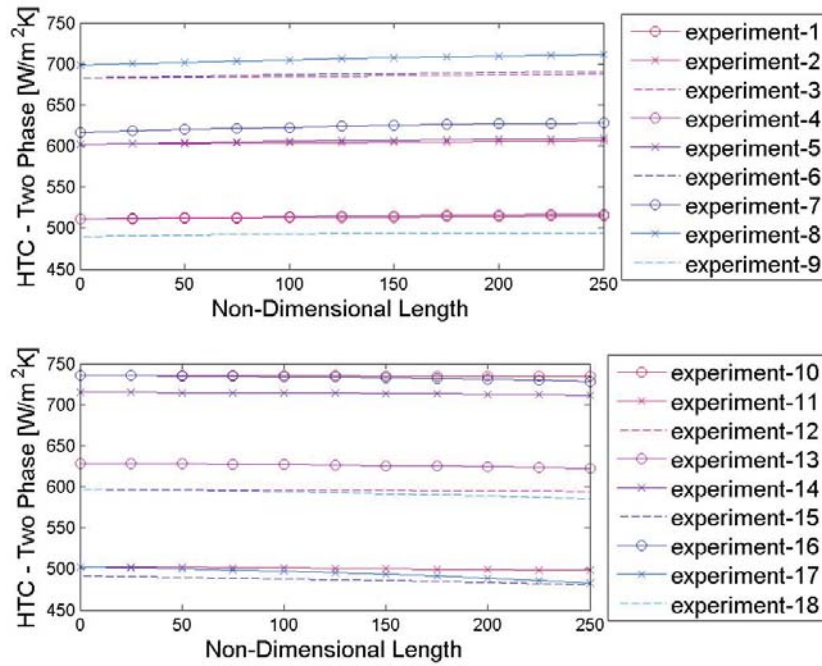 750
700
650
600
550
500
450
HTC - Two Phase [W/m²K]
0 50 100 150 200 250
Non-Dimensional Length
experiment-1
experiment-2
experiment-3
experiment-4
experiment-5
experiment-6
experiment-7
experiment-8
experiment-9
750
700
650
600
550
500
450
HTC - Two Phase [W/m²K]
0 50 100 150 200 250
Non-Dimensional Length
experiment-10
experiment-11
experiment-12
experiment-13
experiment-14
experiment-15
experiment-16
experiment-17
experiment-18